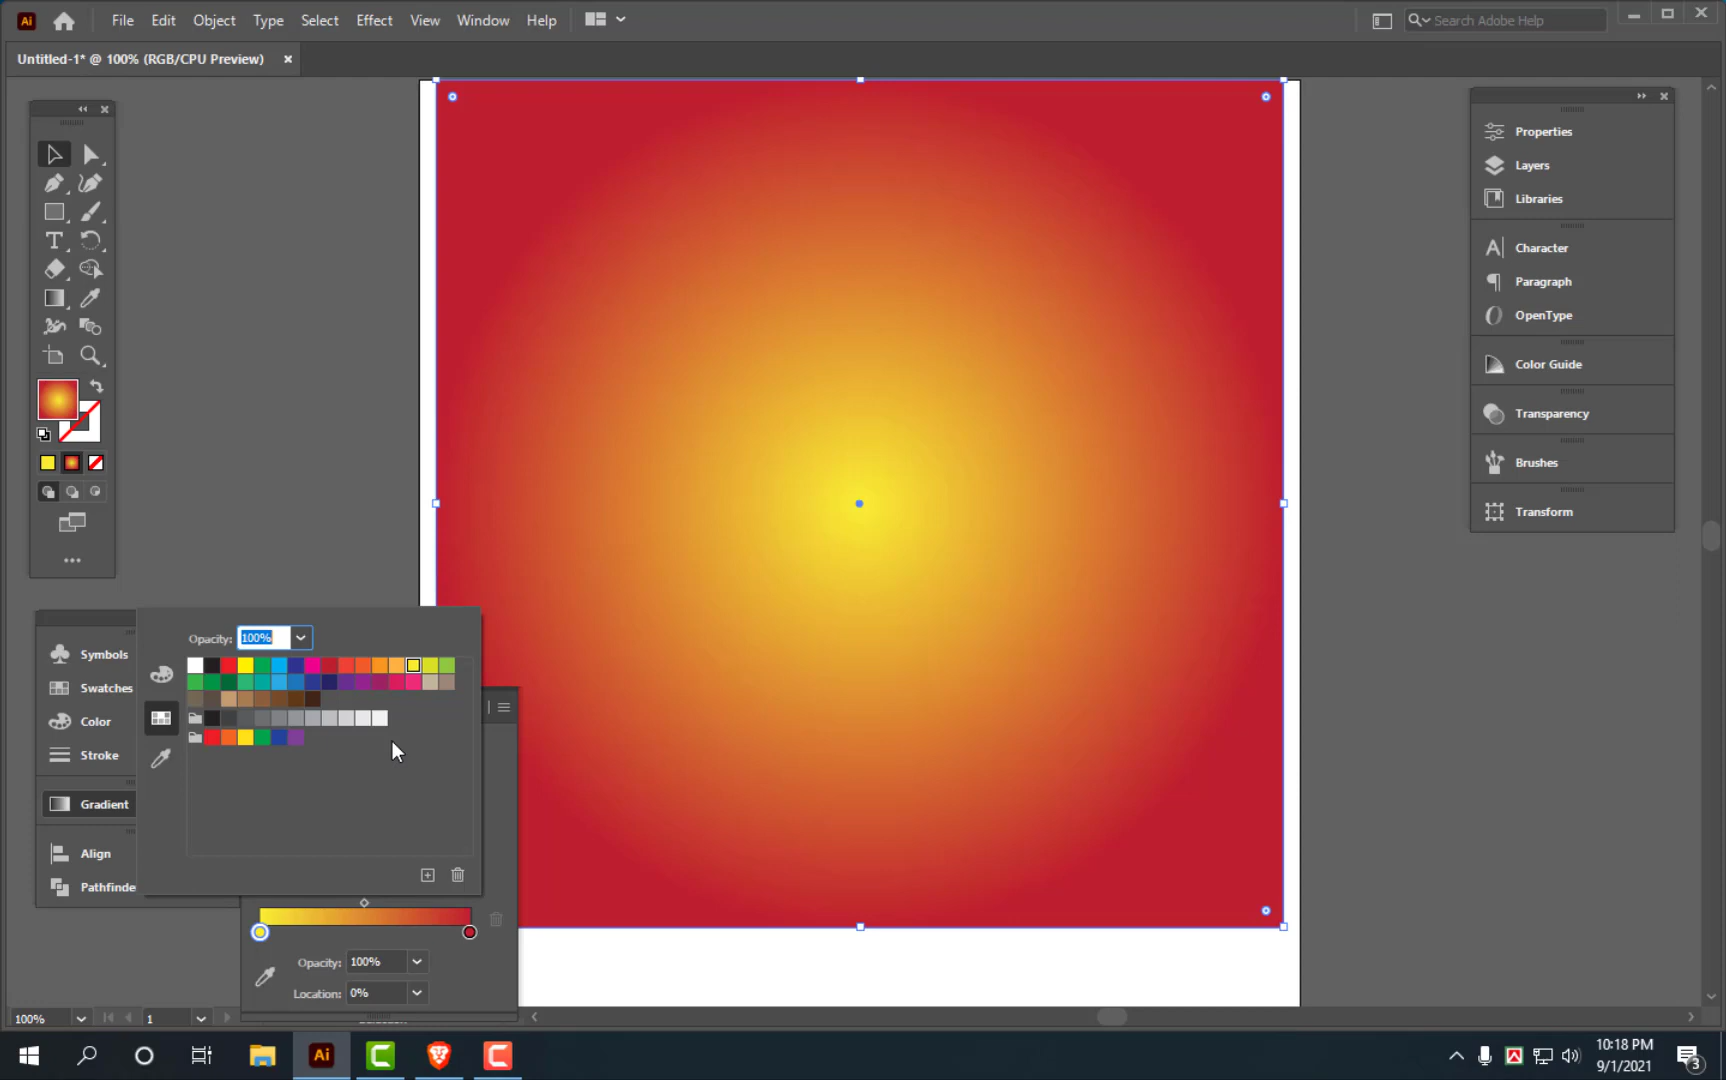 Ai File Edit Object Type Select Effect View Window Help Search Adobe Help
Untitled-1* @ 100% (RGB/CPU Preview)
Properties
Layers
Libraries
Character
Paragraph
OpenType
Color Guide
Transparency
Brushes
Transform
Symbols
Swatches
Color
Stroke
Gradient
Align
Pathfinde
Opacity: 100%
Opacity: 100%
Location: 0%
100% 1
Ai
10:18 PM
9/1/2021
3